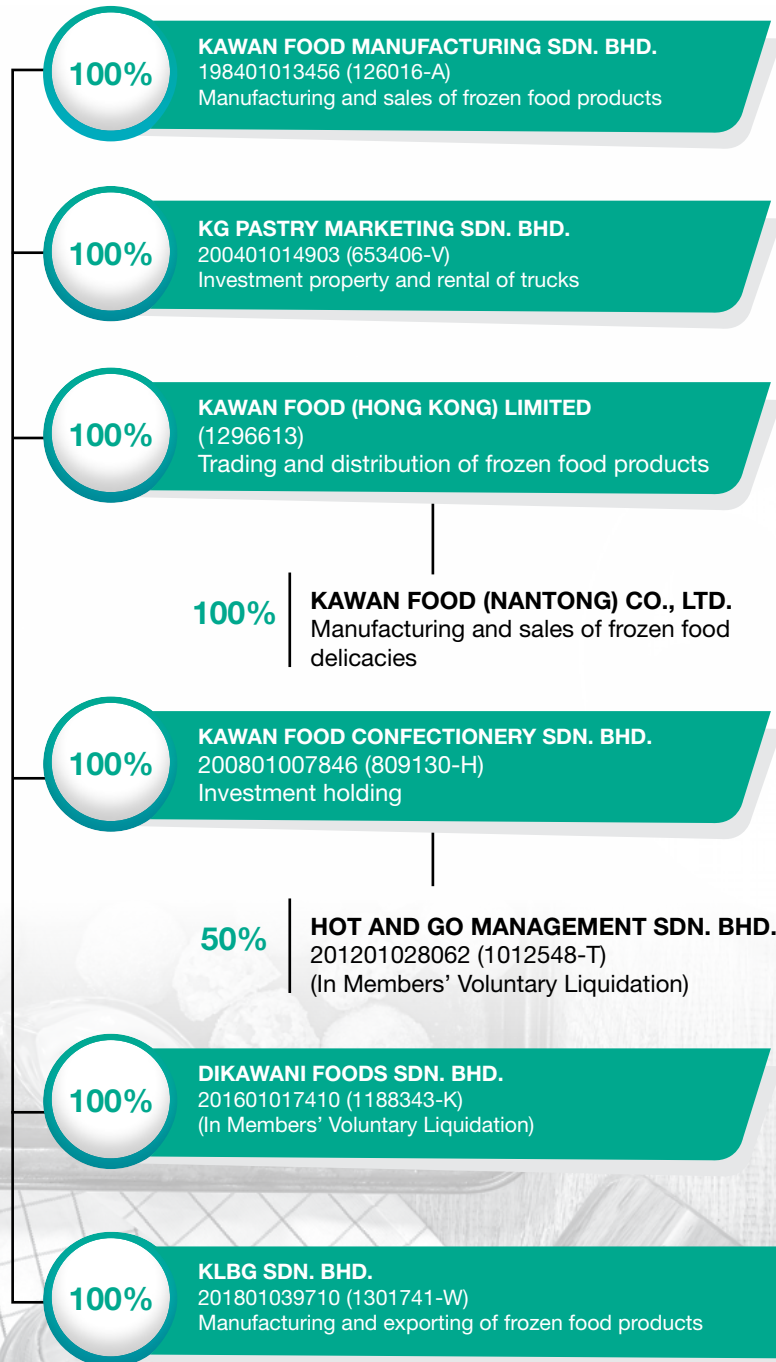 100%
KAWAN FOOD MANUFACTURING SDN. BHD.
198401013456 (126016-A)
Manufacturing and sales of frozen food products
100%
KG PASTRY MARKETING SDN. BHD.
200401014903 (653406-V)
Investment property and rental of trucks
100%
KAWAN FOOD (HONG KONG) LIMITED
(1296613)
Trading and distribution of frozen food products
100%
KAWAN FOOD (NANTONG) CO., LTD.
Manufacturing and sales of frozen food
delicacies
100%
KAWAN FOOD CONFECTIONERY SDN. BHD.
200801007846 (809130-H)
Investment holding
50%
HOT AND GO MANAGEMENT SDN. BHD.
201201028062 (1012548-T)
(In Members’ Voluntary Liquidation)
100%
DIKAWANI FOODS SDN. BHD.
201601017410 (1188343-K)
(In Members’ Voluntary Liquidation)
100%
KLBG SDN. BHD.
201801039710 (1301741-W)
Manufacturing and exporting of frozen food products